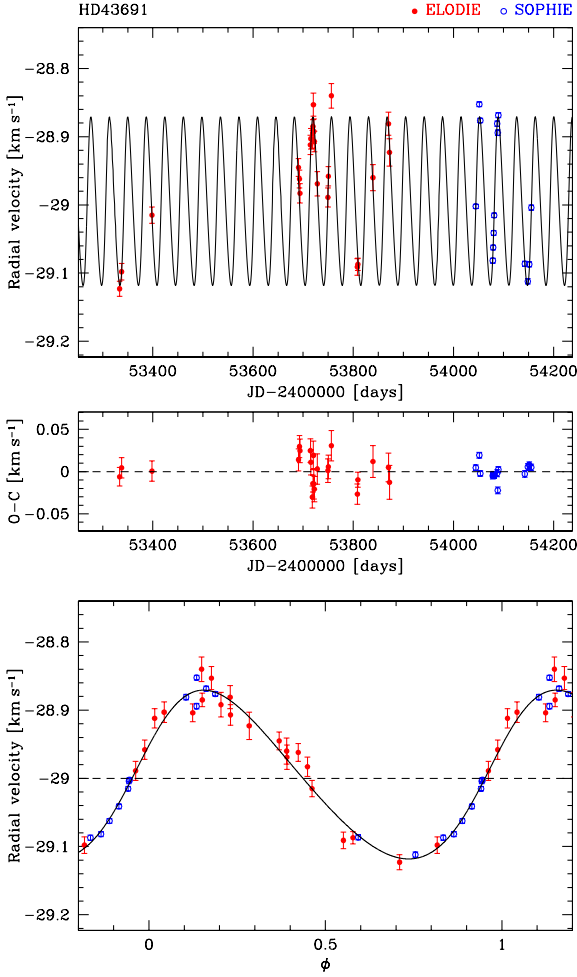 HD43691 ELODIE SOPHIE
−28.8
−28.9
−29
−29.1
−29.2
Radial velocity [km s⁻¹]
53400 53600 53800 54000 54200
JD−2400000 [days]
0.05
0
−0.05
O−C [km s⁻¹]
53400 53600 53800 54000 54200
JD−2400000 [days]
−28.8
−28.9
−29
−29.1
−29.2
Radial velocity [km s⁻¹]
0 0.5 1
ϕ